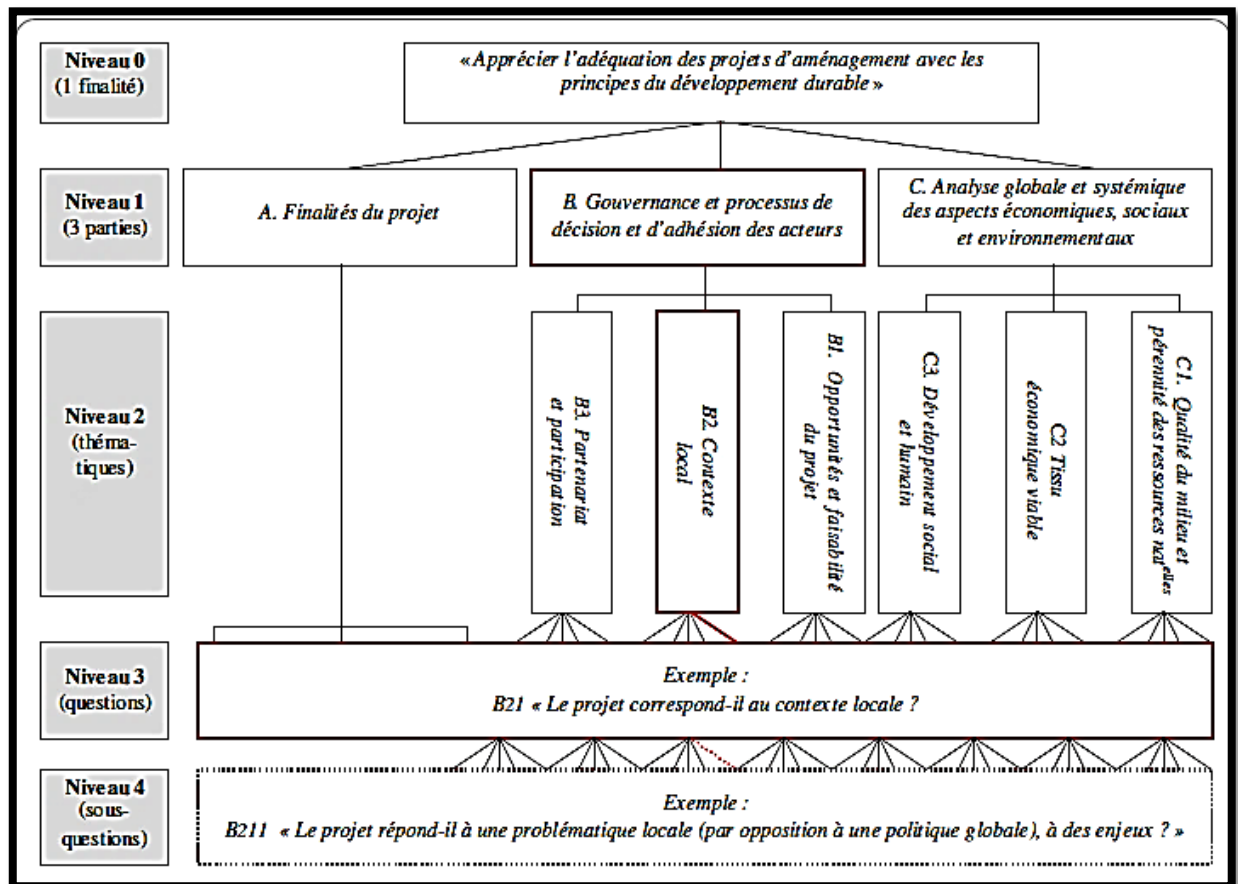 Niveau 0
(1 finalité)
« Apprécier l'adéquation des projets d'aménagement avec les
principes du développement durable »
Niveau 1
(3 parties)
A. Finalités du projet
B. Gouvernance et processus de
décision et d'adhésion des acteurs
C. Analyse globale et systémique
des aspects économiques, sociaux
et environnementaux
Niveau 2
(théma-
tiques)
B3. Partenariat
et participation
B2. Contexte
local
B1. Opportunités et faisabilité
du projet
C3. Développement social
et humain
C2 Tissu
économique viable
C1. Qualité du milieu et
pérennité des ressources natelles
Niveau 3
(questions)
Exemple :
B21 « Le projet correspond-il au contexte locale ?
Niveau 4
(sous-
questions)
Exemple :
B211 « Le projet répond-il à une problématique locale (par opposition à une politique globale), à des enjeux ? »